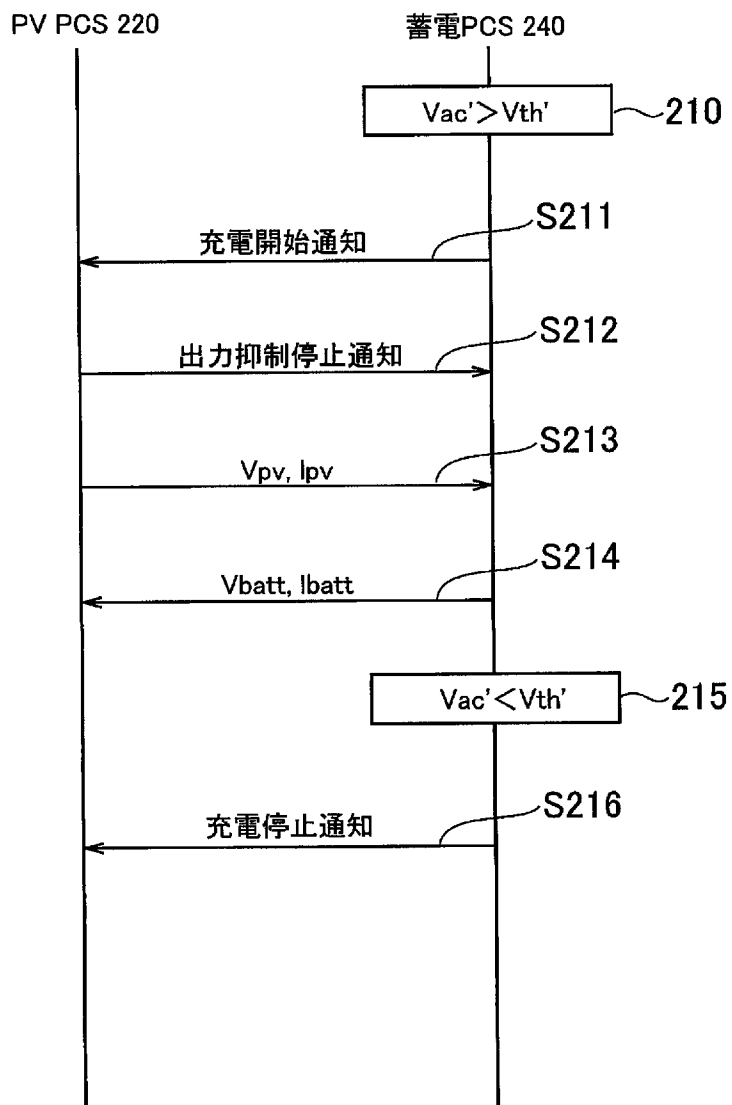 PV PCS 220
蓄電PCS 240
Vac'＞Vth'
210
S211
充電開始通知
S212
出力抑制停止通知
S213
Vpv, Ipv
S214
Vbatt, Ibatt
Vac'＜Vth'
215
S216
充電停止通知